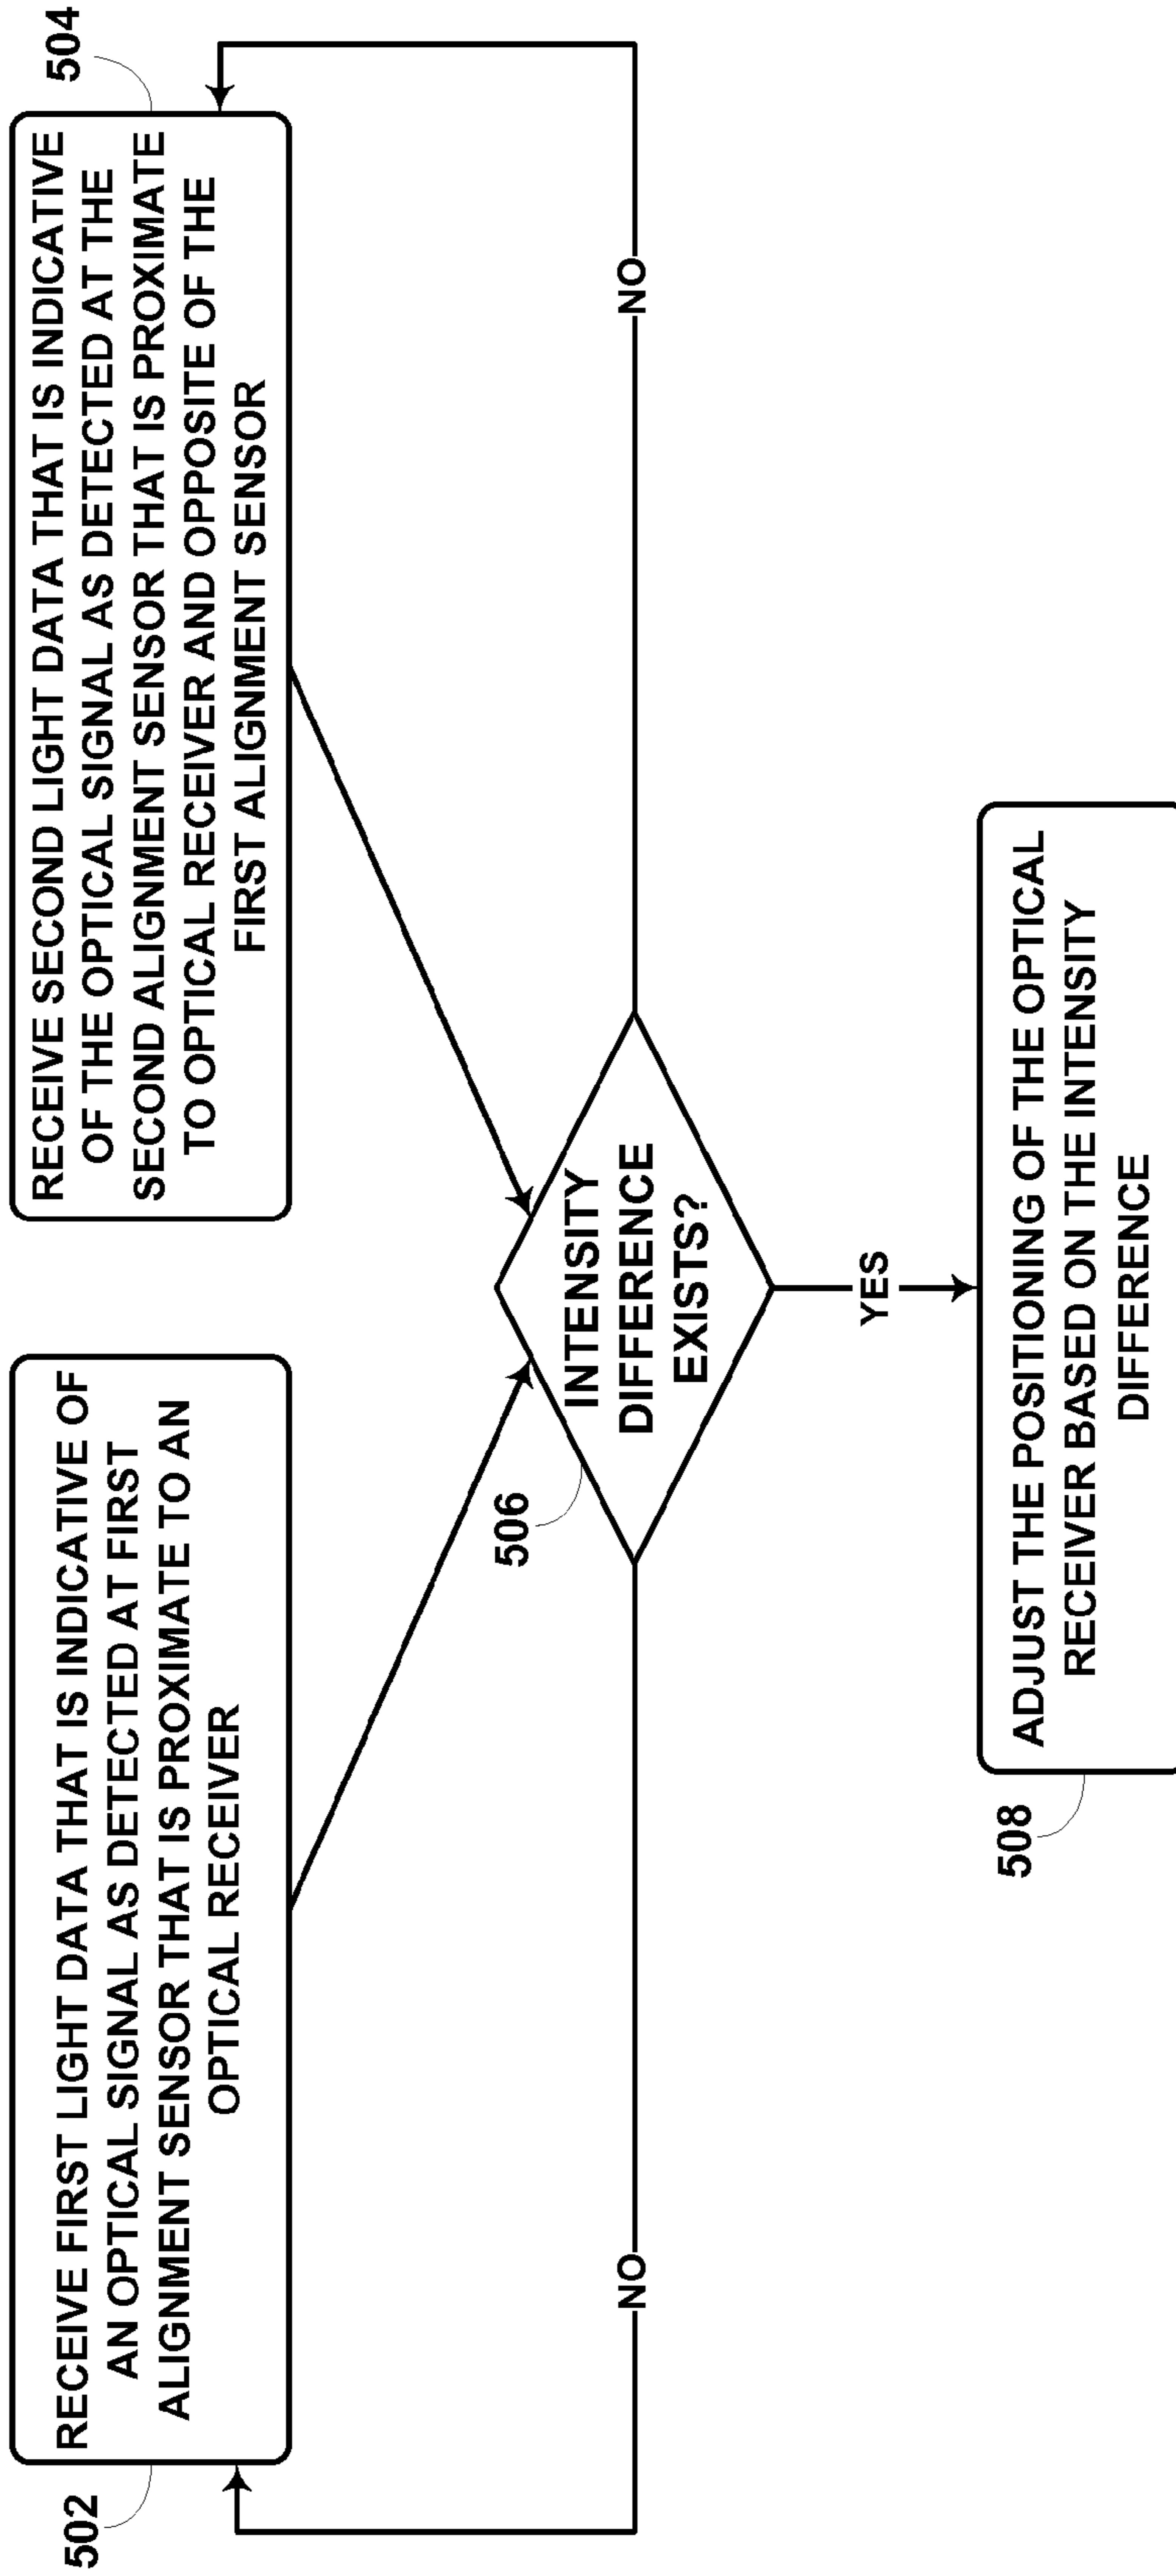 502
RECEIVE FIRST LIGHT DATA THAT IS INDICATIVE OF
AN OPTICAL SIGNAL AS DETECTED AT FIRST
ALIGNMENT SENSOR THAT IS PROXIMATE TO AN
OPTICAL RECEIVER
504
RECEIVE SECOND LIGHT DATA THAT IS INDICATIVE
OF THE OPTICAL SIGNAL AS DETECTED AT THE
SECOND ALIGNMENT SENSOR THAT IS PROXIMATE
TO OPTICAL RECEIVER AND OPPOSITE OF THE
FIRST ALIGNMENT SENSOR
506
INTENSITY
DIFFERENCE
EXISTS?
NO
NO
YES
508
ADJUST THE POSITIONING OF THE OPTICAL
RECEIVER BASED ON THE INTENSITY
DIFFERENCE